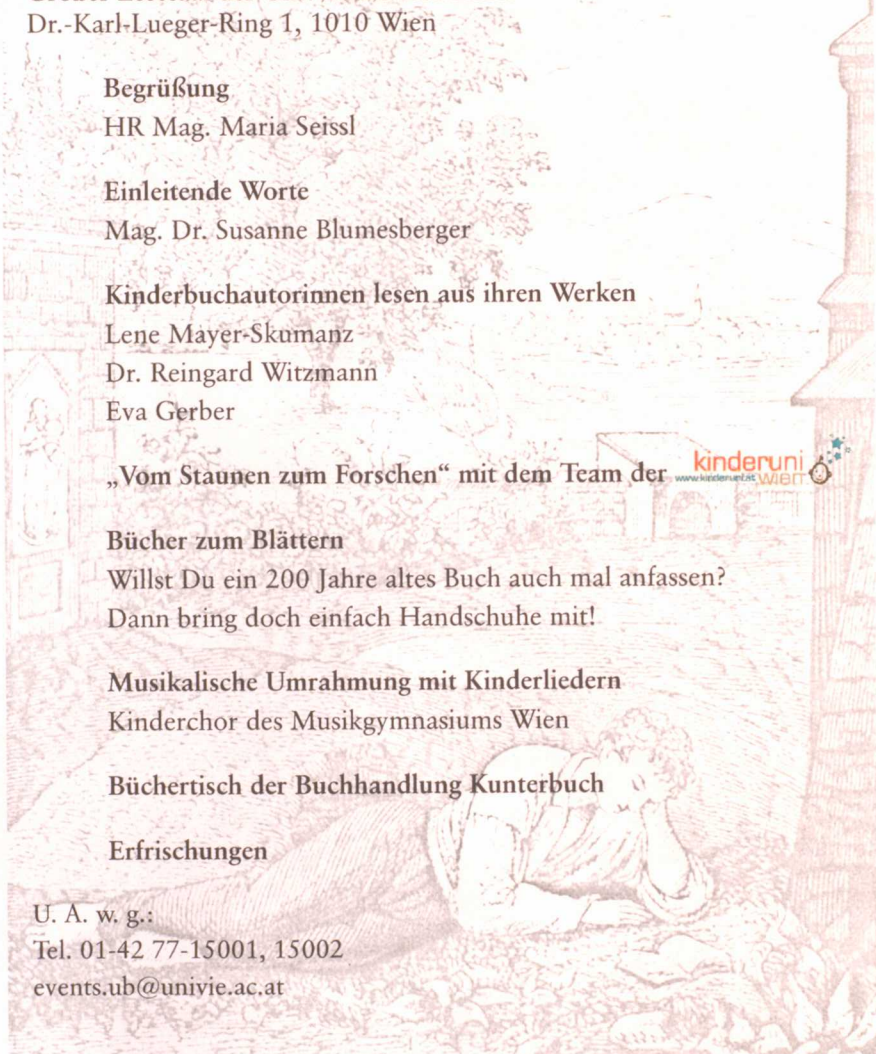 Dr.-Karl-Lueger-Ring 1, 1010 Wien
Begrüßung
HR Mag. Maria Seissl
Einleitende Worte
Mag. Dr. Susanne Blumesberger
Kinderbuchautorinnen lesen aus ihren Werken
Lene Mayer-Skumanz
Dr. Reingard Witzmann
Eva Gerber
„Vom Staunen zum Forschen“ mit dem Team der kinderuni
www.kinderuni.at wien
Bücher zum Blättern
Willst Du ein 200 Jahre altes Buch auch mal anfassen?
Dann bring doch einfach Handschuhe mit!
Musikalische Umrahmung mit Kinderliedern
Kinderchor des Musikgymnasiums Wien
Büchertisch der Buchhandlung Kunterbuch
Erfrischungen
U. A. w. g.:
Tel. 01-42 77-15001, 15002
events.ub@univie.ac.at